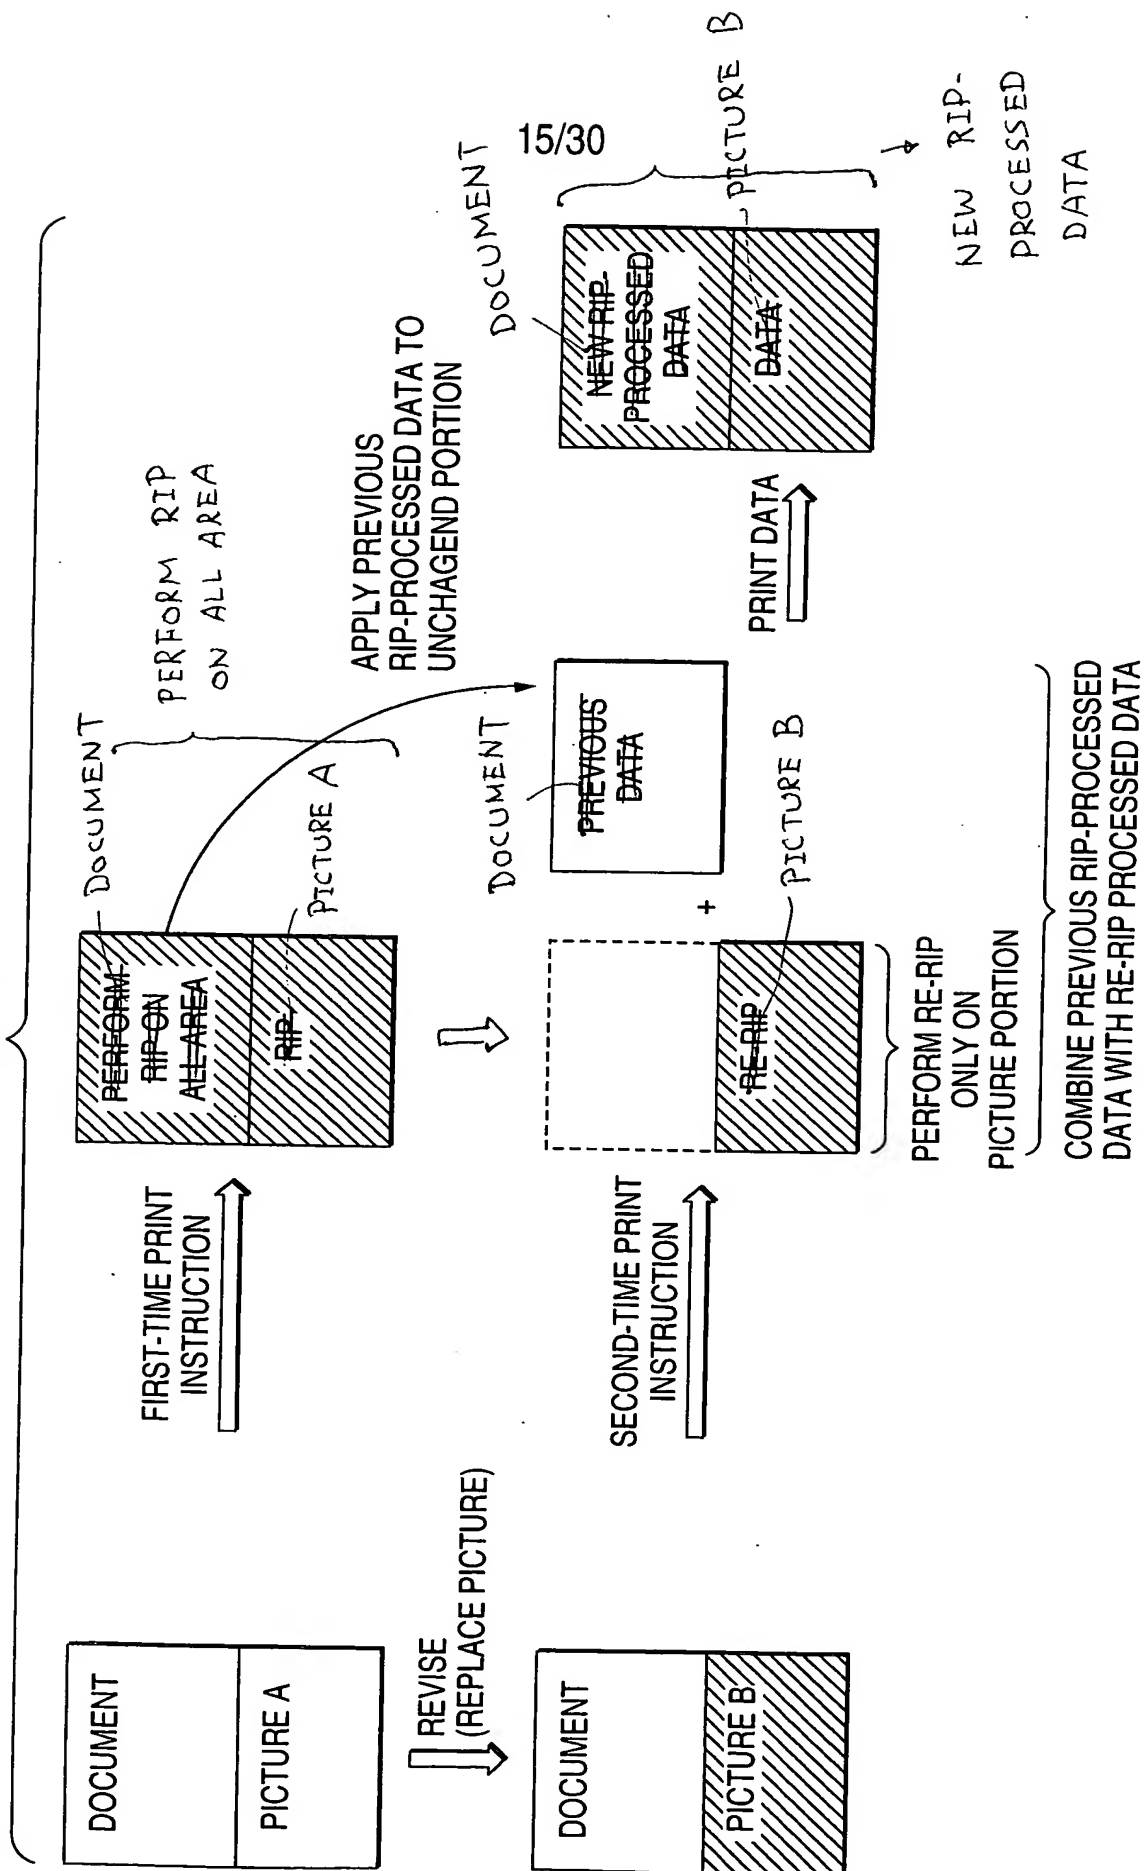 15/30
DOCUMENT
PICTURE A
REVISE
(REPLACE PICTURE)
DOCUMENT
PICTURE B
FIRST-TIME PRINT
INSTRUCTION
SECOND-TIME PRINT
INSTRUCTION
PERFORM
RIP ON
ALL AREA
RIP
DOCUMENT
PICTURE A
PERFORM RIP
ON ALL AREA
APPLY PREVIOUS
RIP-PROCESSED DATA TO
UNCHAGEND PORTION
RE-RIP
PICTURE B
+
DOCUMENT
PREVIOUS
DATA
PERFORM RE-RIP
ONLY ON
PICTURE PORTION
COMBINE PREVIOUS RIP-PROCESSED
DATA WITH RE-RIP PROCESSED DATA
PRINT DATA
DOCUMENT
NEW RIP-
PROCESSED
DATA
DATA
PICTURE B
NEW RIP-
PROCESSED
DATA